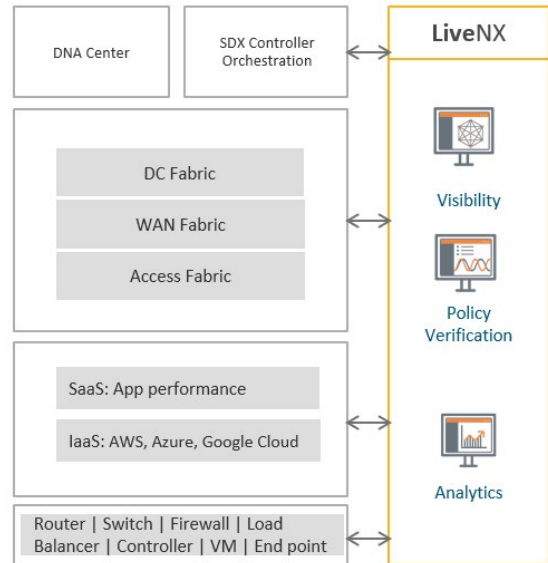 DNA Center
SDX Controller
Orchestration
LiveNX
DC Fabric
WAN Fabric
Access Fabric
Visibility
Policy
Verification
SaaS: App performance
IaaS: AWS, Azure, Google Cloud
Analytics
Router | Switch | Firewall | Load
Balancer | Controller | VM | End point